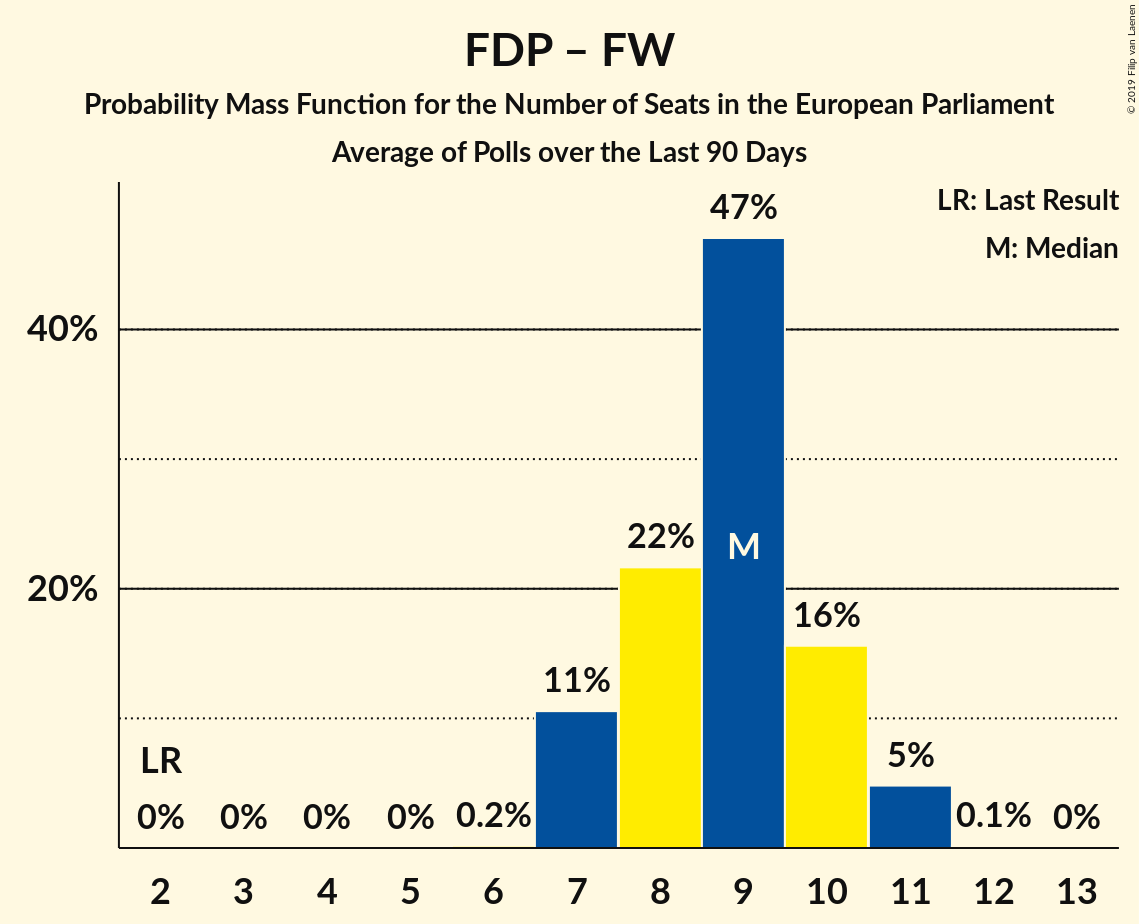 FDP – FW
Probability Mass Function for the Number of Seats in the European Parliament
Average of Polls over the Last 90 Days
© 2019 Filip van Laenen
LR: Last Result
M: Median
47%
40%
22%
M
20%
16%
11%
5%
LR
0% 0% 0% 0% 0.2% 0.1% 0%
2 3 4 5 6 7 8 9 10 11 12 13